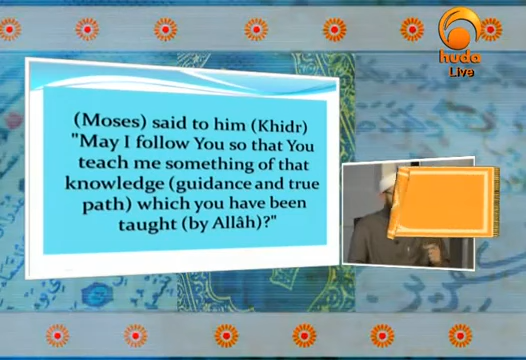 huda
Live
(Moses) said to him (Khidr)
"May I follow You so that You
teach me something of that
knowledge (guidance and true
path) which you have been
taught (by Allâh)?"